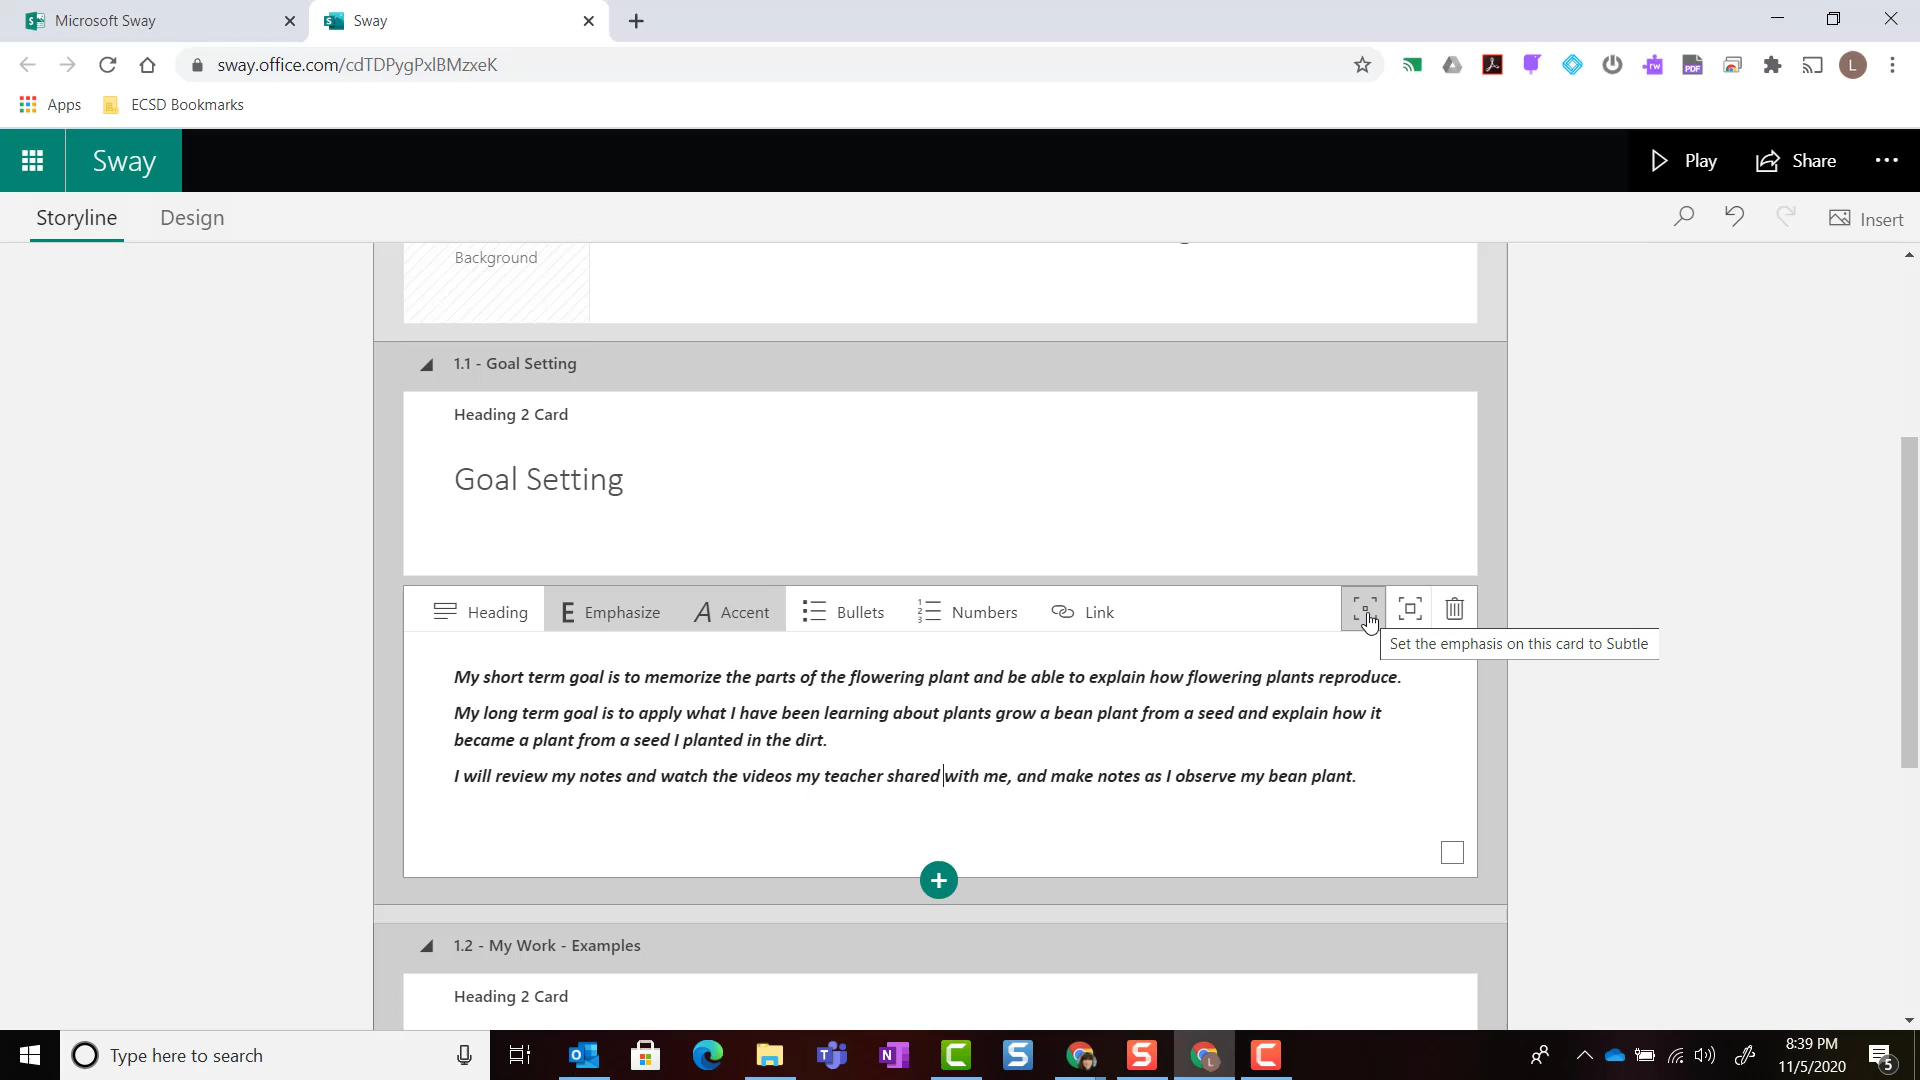 Microsoft Sway
Sway
sway.office.com/cdTDPygPxlBMzxeK
L
Apps
ECSD Bookmarks
Sway
Play
Share
Storyline
Design
Insert
Background
1.1 - Goal Setting
Heading 2 Card
Goal Setting
Heading
E Emphasize
A Accent
Bullets
Numbers
Link
Set the emphasis on this card to Subtle
My short term goal is to memorize the parts of the flowering plant and be able to explain how flowering plants reproduce.
My long term goal is to apply what I have been learning about plants grow a bean plant from a seed and explain how it
became a plant from a seed I planted in the dirt.
I will review my notes and watch the videos my teacher shared with me, and make notes as I observe my bean plant.
1.2 - My Work - Examples
Heading 2 Card
Type here to search
8:39 PM
11/5/2020
5